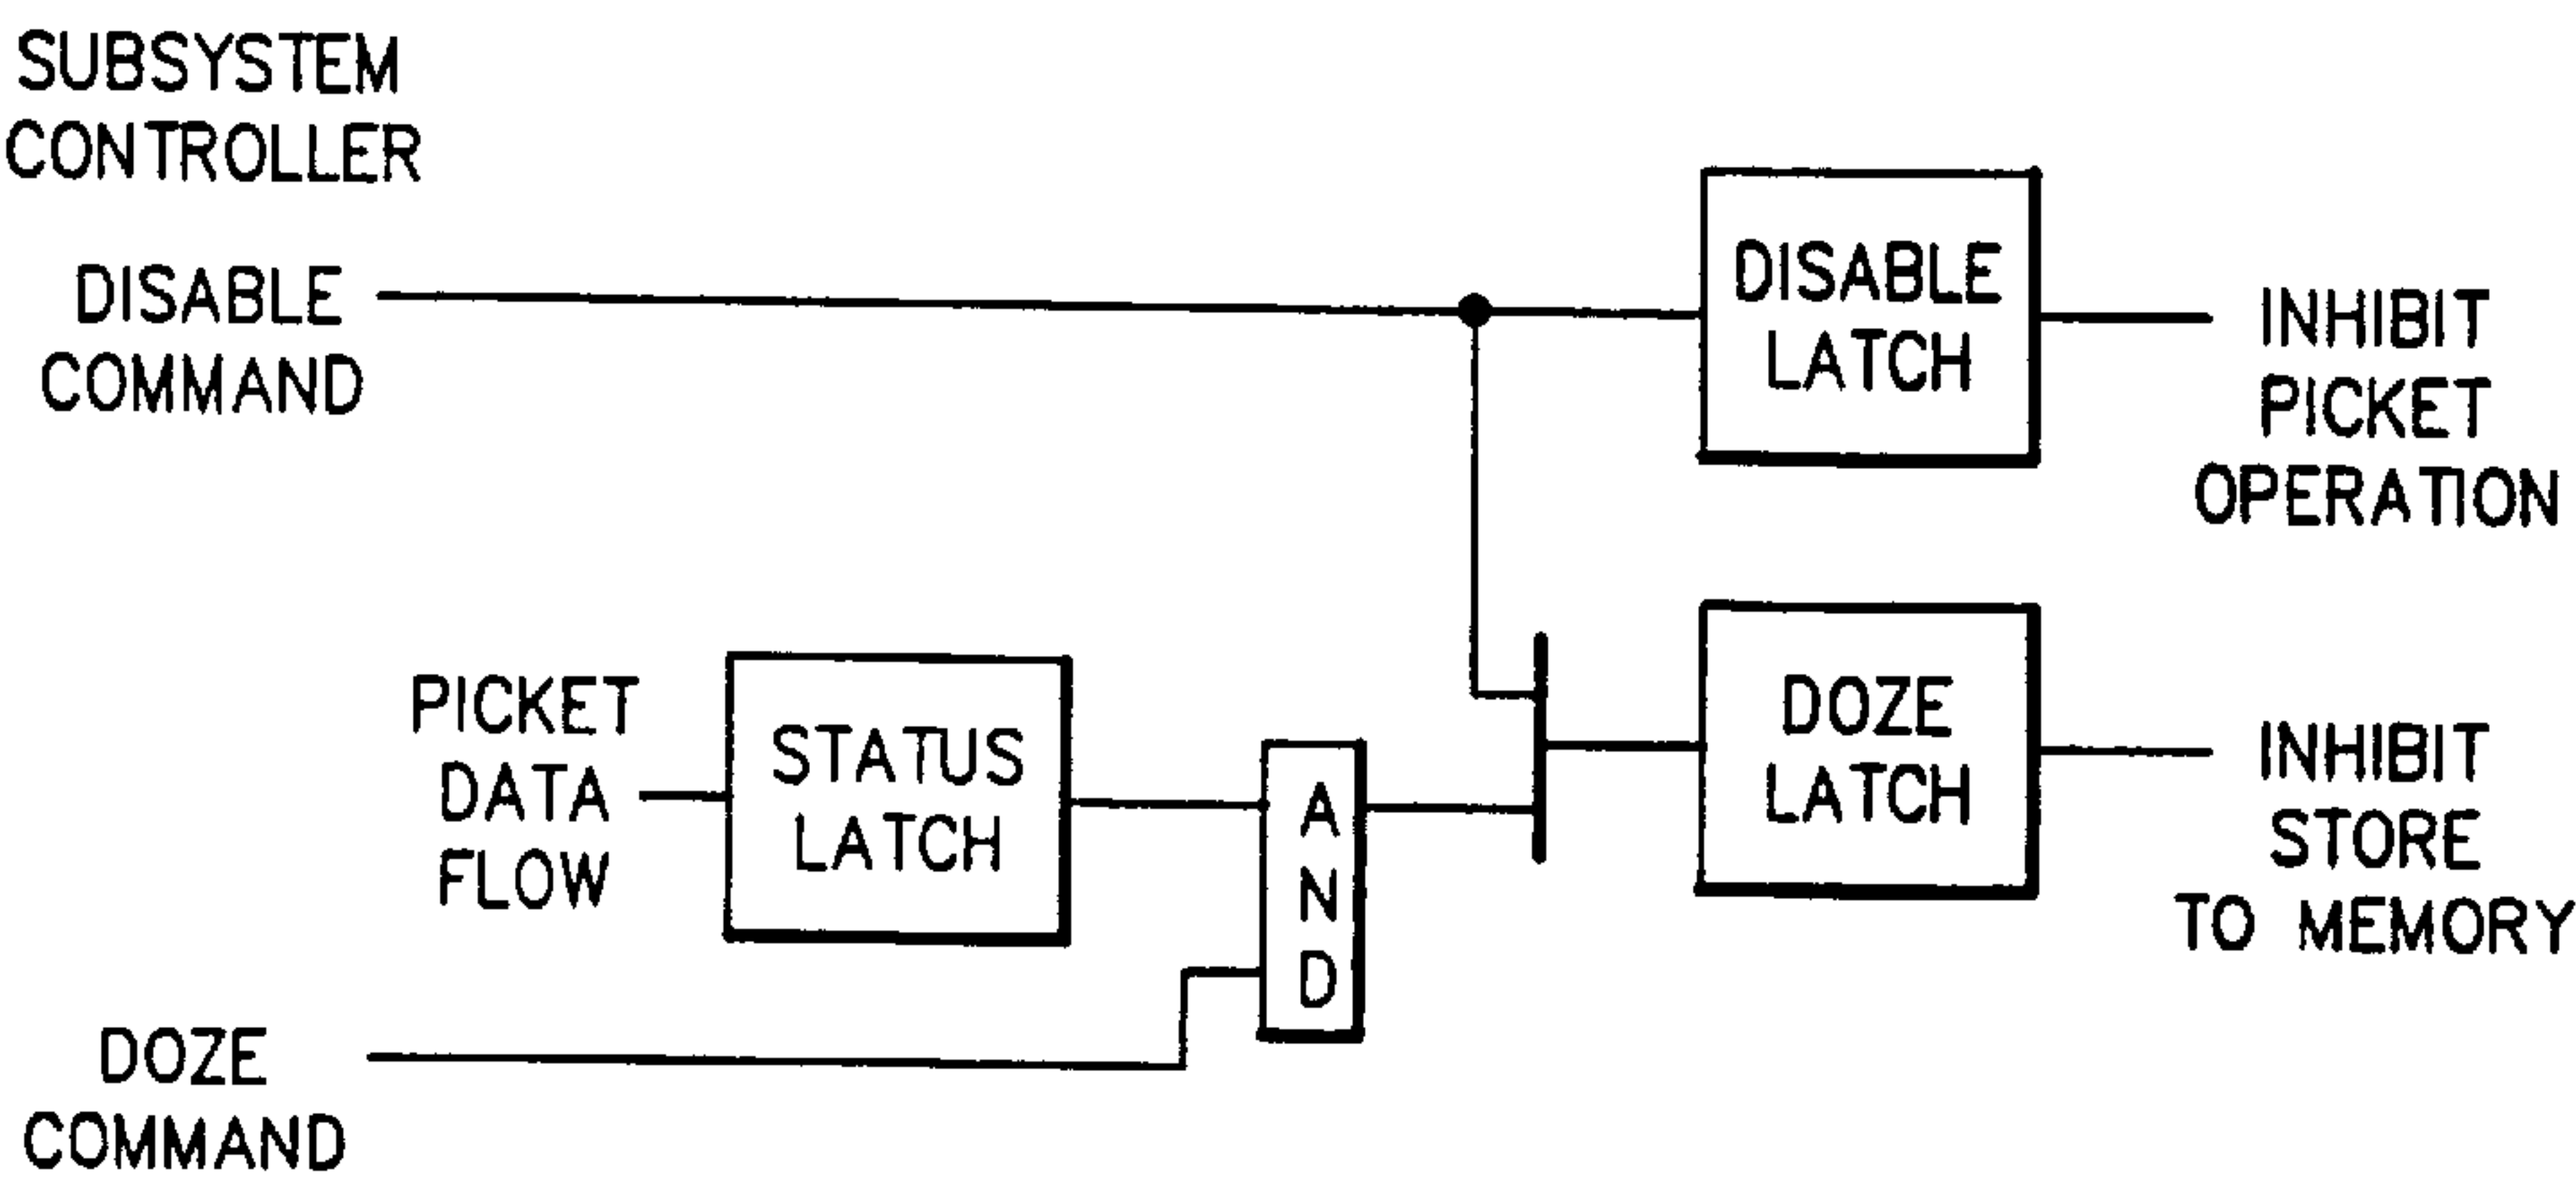 SUBSYSTEM
CONTROLLER
DISABLE
COMMAND
DISABLE
LATCH
INHIBIT
PICKET
OPERATION
PICKET
DATA
FLOW
STATUS
LATCH
AND
DOZE
LATCH
INHIBIT
STORE
TO MEMORY
DOZE
COMMAND